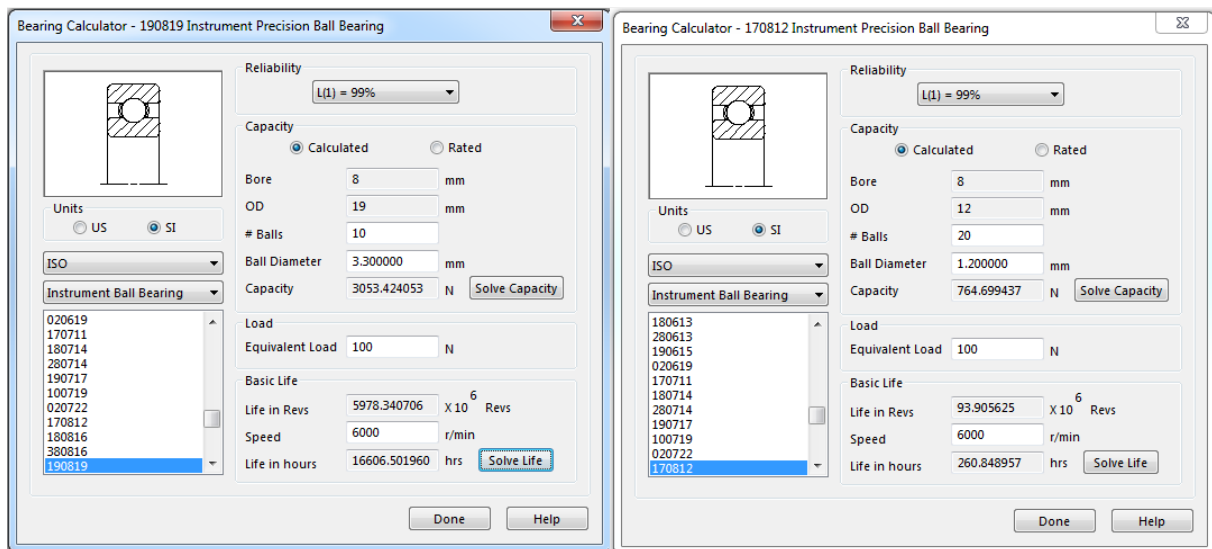 Bearing Calculator - 190819 Instrument Precision Ball Bearing
Reliability
L(1) = 99%
Capacity
Calculated Rated
Bore 8 mm
OD 19 mm
# Balls 10
Ball Diameter 3.300000 mm
Capacity 3053.424053 N Solve Capacity
Load
Equivalent Load 100 N
Basic Life
Life in Revs 5978.340706 X 10 6 Revs
Speed 6000 r/min
Life in hours 16606.501960 hrs Solve Life
Units
US SI
ISO
Instrument Ball Bearing
020619
170711
180714
280714
190717
100719
020722
170812
180816
380816
190819
Done Help
Bearing Calculator - 170812 Instrument Precision Ball Bearing
Reliability
L(1) = 99%
Capacity
Calculated Rated
Bore 8 mm
OD 12 mm
# Balls 20
Ball Diameter 1.200000 mm
Capacity 764.699437 N Solve Capacity
Load
Equivalent Load 100 N
Basic Life
Life in Revs 93.905625 X 10 6 Revs
Speed 6000 r/min
Life in hours 260.848957 hrs Solve Life
Units
US SI
ISO
Instrument Ball Bearing
180613
280613
190615
020619
170711
180714
280714
190717
100719
020722
170812
Done Help